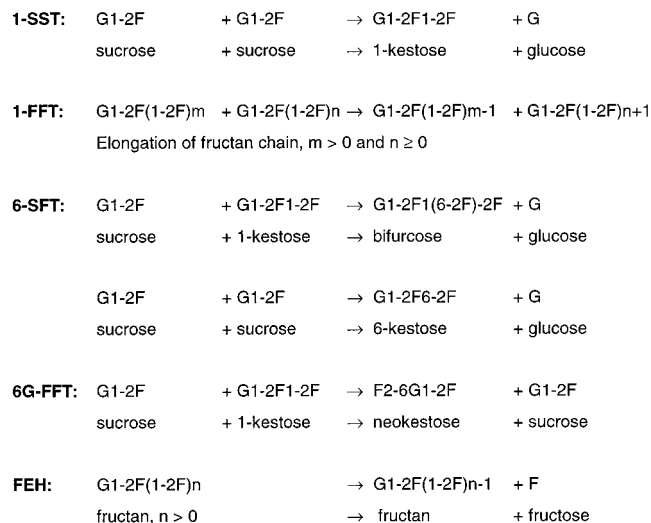 1-SST: G1-2F + G1-2F → G1-2F1-2F + G
sucrose + sucrose → 1-kestose + glucose
1-FFT: G1-2F(1-2F)m + G1-2F(1-2F)n → G1-2F(1-2F)m-1 + G1-2F(1-2F)n+1
Elongation of fructan chain, m > 0 and n ≥ 0
6-SFT: G1-2F + G1-2F1-2F → G1-2F1(6-2F)-2F + G
sucrose + 1-kestose → bifurcose + glucose
G1-2F + G1-2F → G1-2F6-2F + G
sucrose + sucrose → 6-kestose + glucose
6G-FFT: G1-2F + G1-2F1-2F → F2-6G1-2F + G1-2F
sucrose + 1-kestose → neokestose + sucrose
FEH: G1-2F(1-2F)n → G1-2F(1-2F)n-1 + F
fructan, n > 0 → fructan + fructose